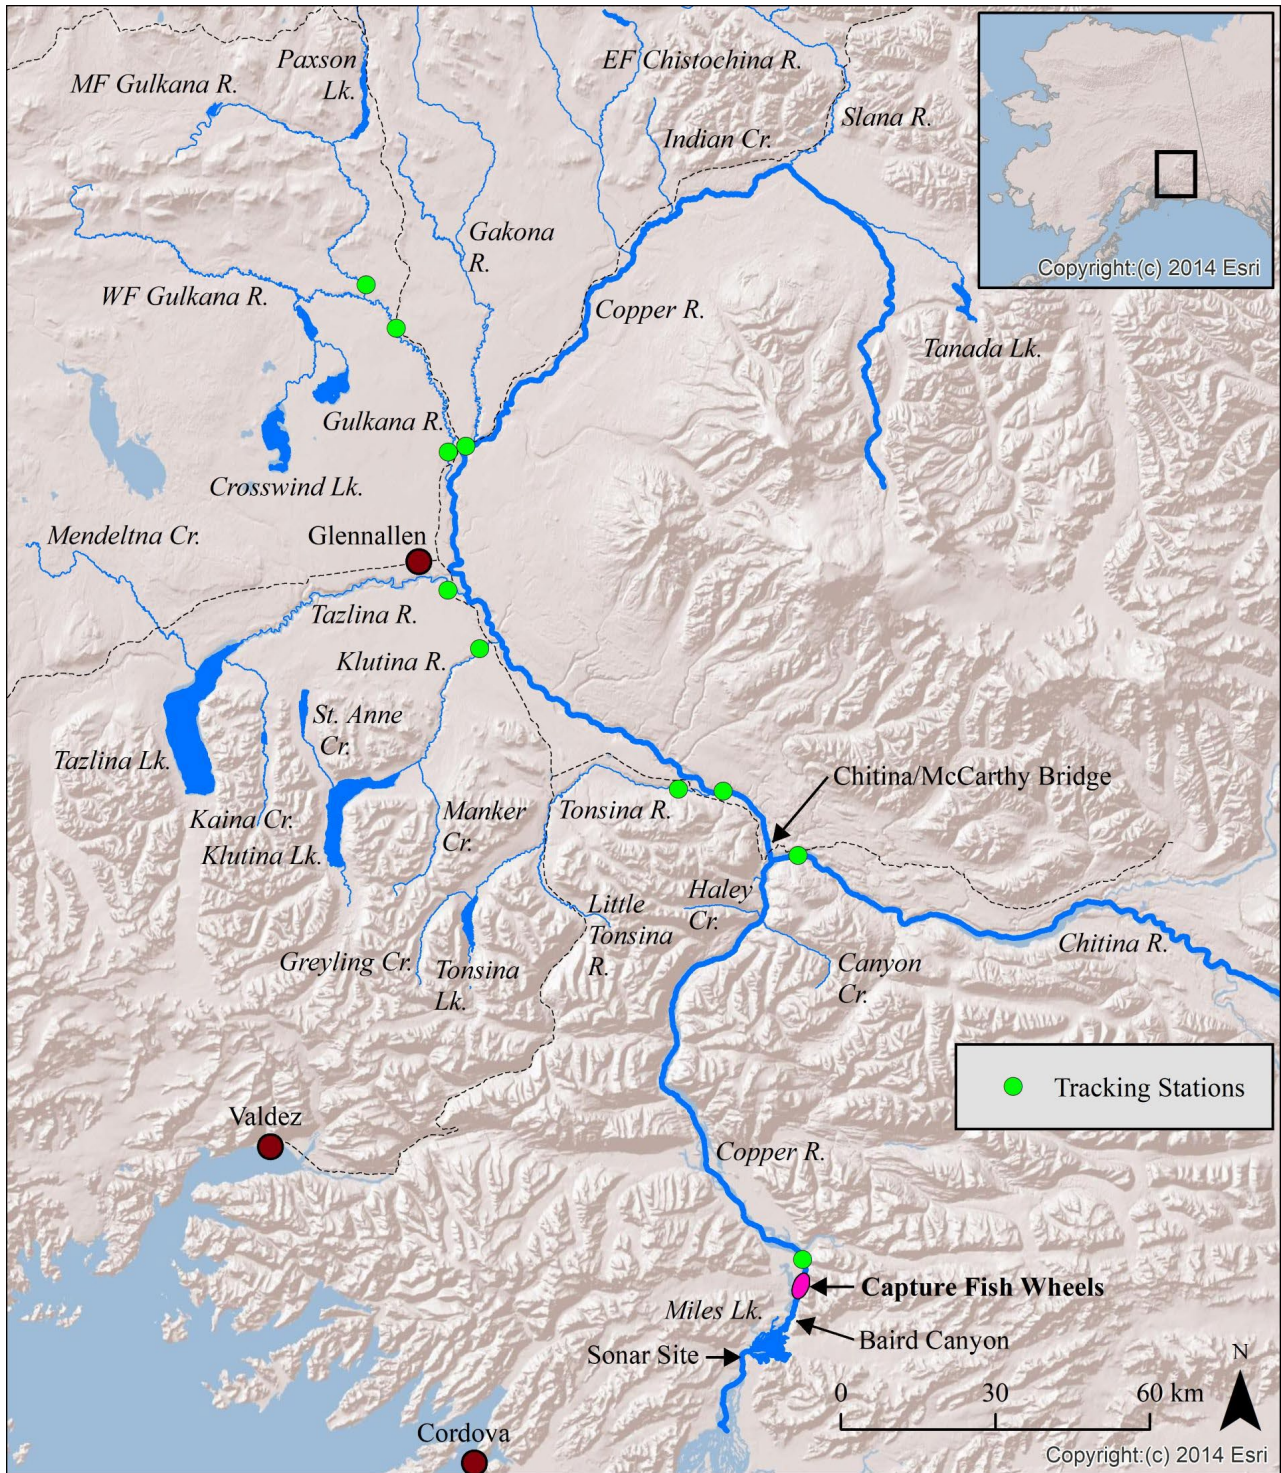 Paxson
Lk.
MF Gulkana R.
EF Chistochina R.
Indian Cr.
Slana R.
Copyright:(c) 2014 Esri
Gakona
R.
WF Gulkana R.
Copper R.
Tanada Lk.
Gulkana R.
Crosswind Lk.
Mendeltna Cr.
Glennallen
Tazlina R.
Klutina R.
St. Anne
Cr.
Tazlina Lk.
Kaina Cr.
Klutina Lk.
Manker
Cr.
Tonsina R.
Chitina/McCarthy Bridge
Haley
Cr.
Little
Tonsina
R.
Chitina R.
Greyling Cr.
Tonsina
Lk.
Canyon
Cr.
Tracking Stations
Valdez
Copper R.
Capture Fish Wheels
Miles Lk.
Baird Canyon
Sonar Site
N
0 30 60 km
Cordova
Copyright:(c) 2014 Esri